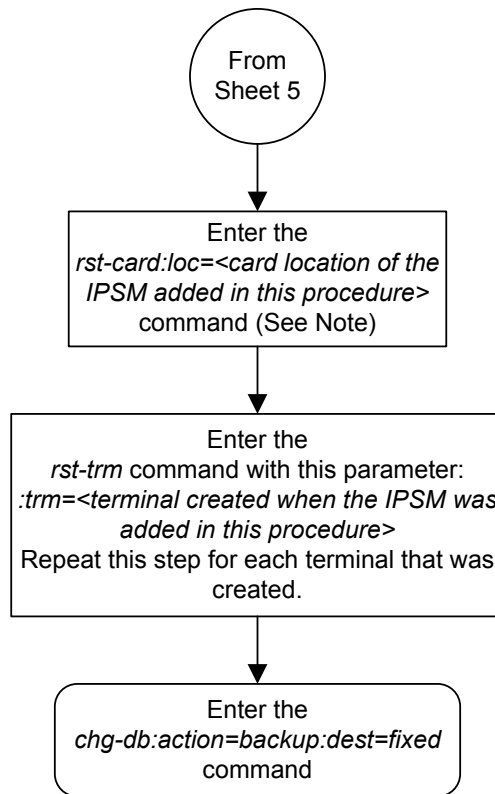 From
Sheet 5
Enter the
rst-card:loc=<card location of the
IPSM added in this procedure>
command (See Note)
Enter the
rst-trm command with this parameter:
:trm=<terminal created when the IPSM was
added in this procedure>
Repeat this step for each terminal that was
created.
Enter the
chg-db:action=backup:dest=fixed
command